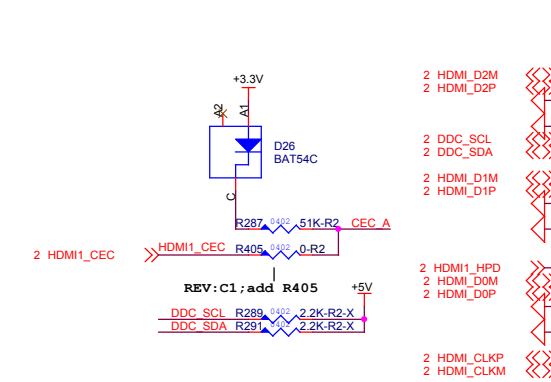 +3.3V
A2
A1
D26
BAT54C
C
R287 0402 51K-R2 CEC_A
2 HDMI1_CEC HDMI1_CEC R405 0402 0-R2
REV:C1;add R405
+5V
DDC_SCL R289 0402 2.2K-R2-X
DDC_SDA R291 0402 2.2K-R2-X
2 HDMI_D2M
2 HDMI_D2P
2 DDC_SCL
2 DDC_SDA
2 HDMI_D1M
2 HDMI_D1P
2 HDMI1_HPD
2 HDMI_D0M
2 HDMI_D0P
2 HDMI_CLKP
2 HDMI_CLKM